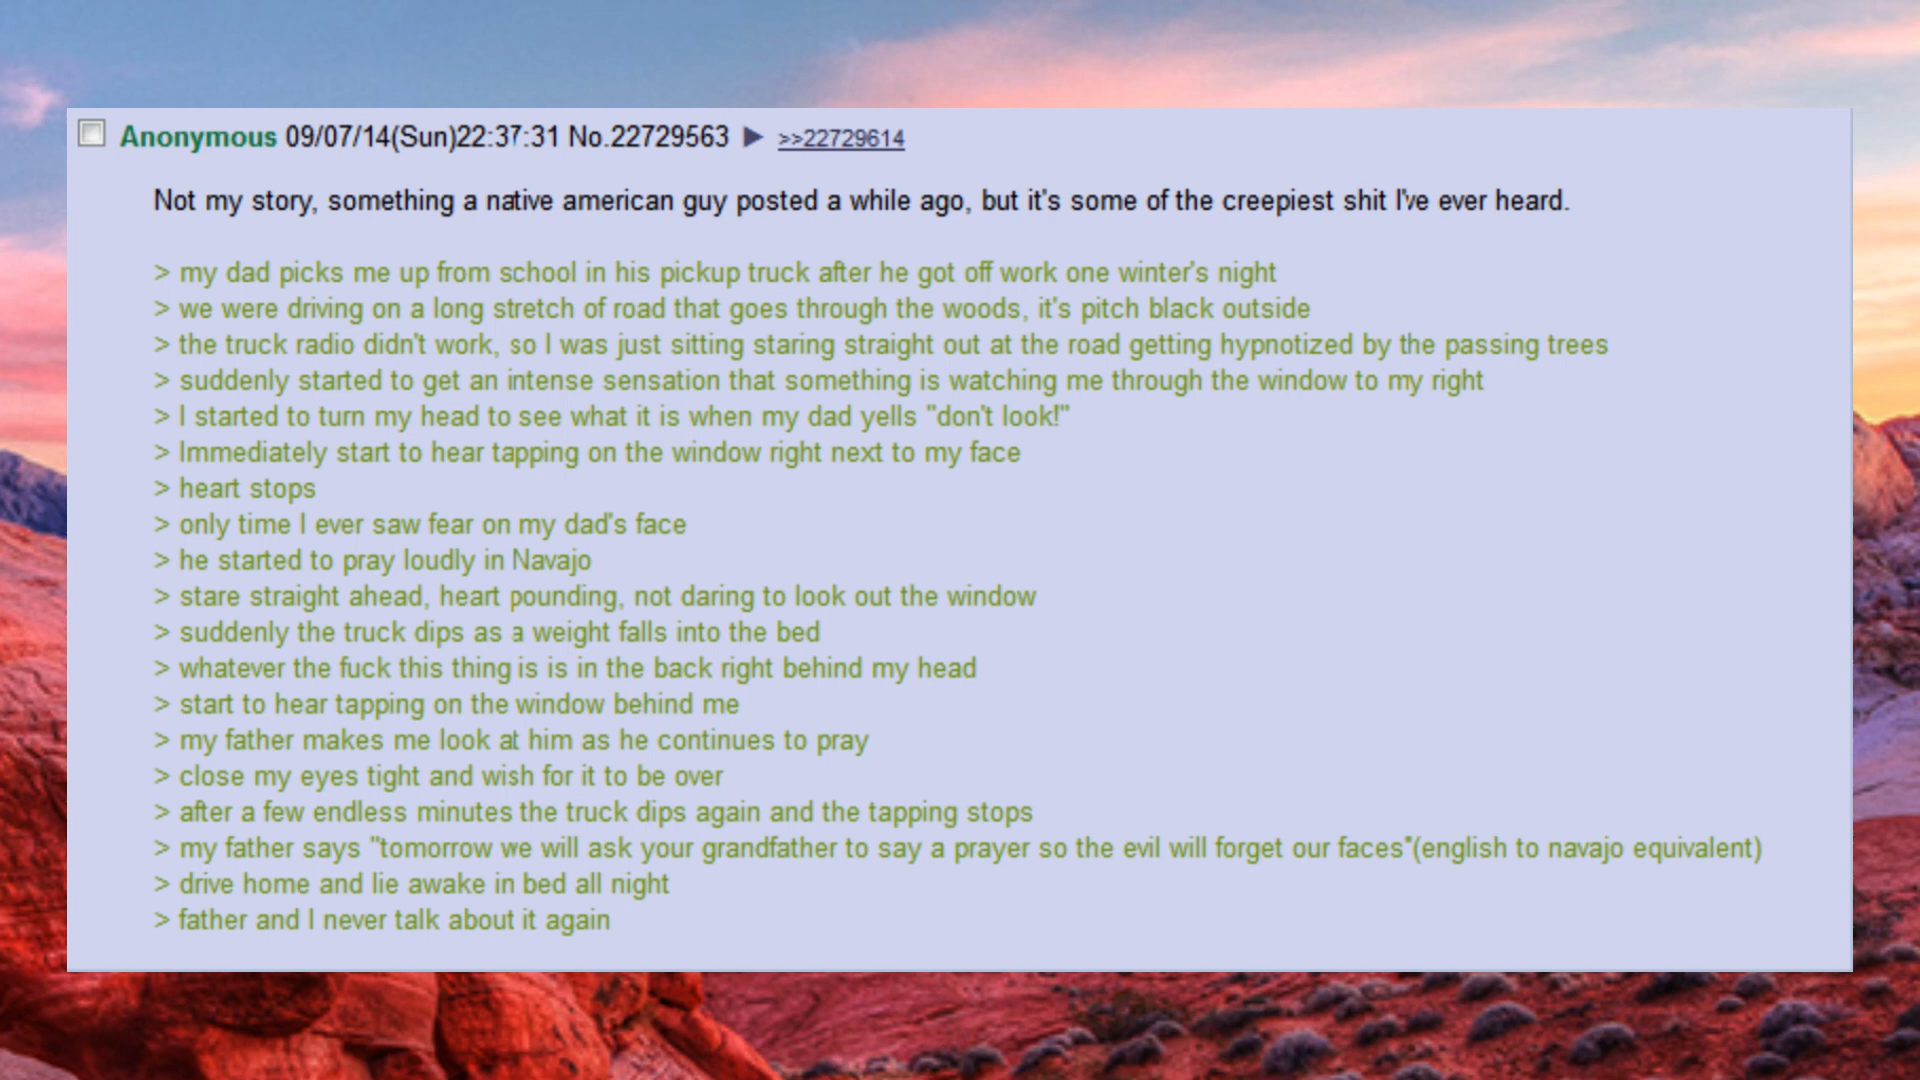 Anonymous 09/07/14(Sun)22:37:31 No.22729563 ▶ >>22729614
Not my story, something a native american guy posted a while ago, but it's some of the creepiest shit I've ever heard.
> my dad picks me up from school in his pickup truck after he got off work one winter's night
> we were driving on a long stretch of road that goes through the woods, it's pitch black outside
> the truck radio didn't work, so I was just sitting staring straight out at the road getting hypnotized by the passing trees
> suddenly started to get an intense sensation that something is watching me through the window to my right
> I started to turn my head to see what it is when my dad yells "don't look!"
> Immediately start to hear tapping on the window right next to my face
> heart stops
> only time I ever saw fear on my dad's face
> he started to pray loudly in Navajo
> stare straight ahead, heart pounding, not daring to look out the window
> suddenly the truck dips as a weight falls into the bed
> whatever the fuck this thing is is in the back right behind my head
> start to hear tapping on the window behind me
> my father makes me look at him as he continues to pray
> close my eyes tight and wish for it to be over
> after a few endless minutes the truck dips again and the tapping stops
> my father says "tomorrow we will ask your grandfather to say a prayer so the evil will forget our faces"(english to navajo equivalent)
> drive home and lie awake in bed all night
> father and I never talk about it again